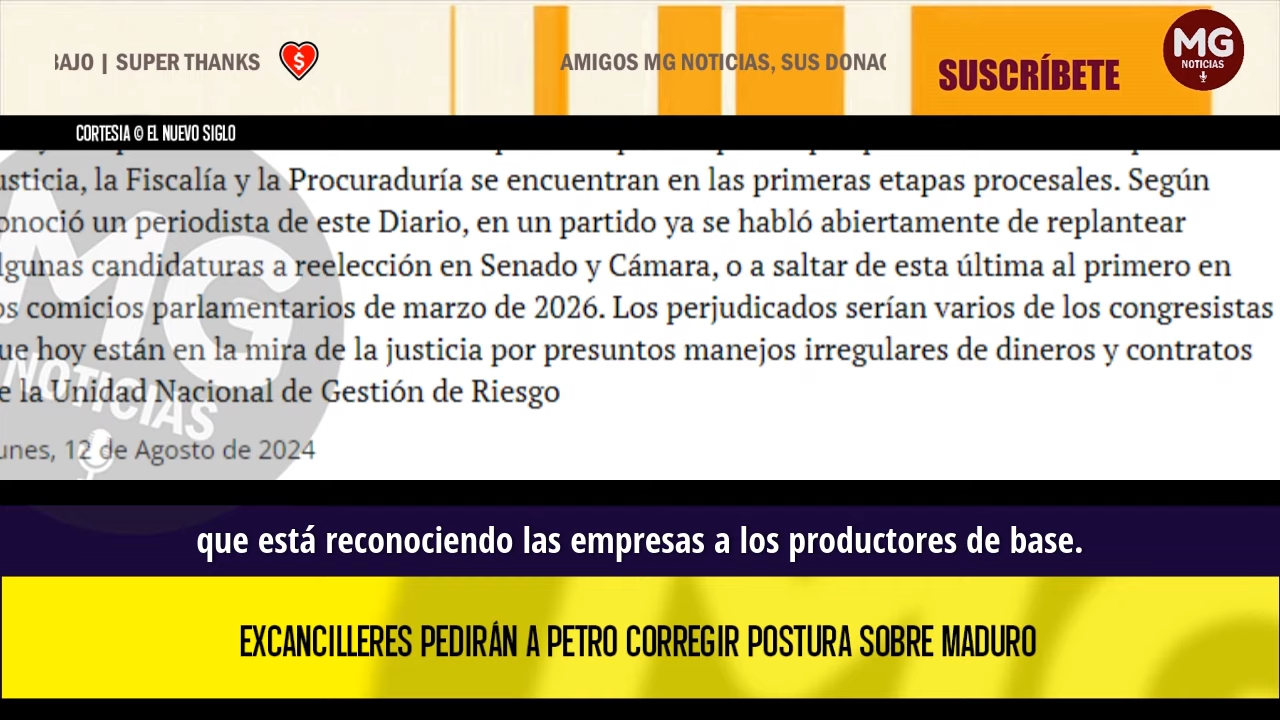 BAJO | SUPER THANKS
AMIGOS MG NOTICIAS, SUS DONAC
SUSCRÍBETE
MG
NOTICIAS
CORTESIA © EL NUEVO SIGLO
usticia, la Fiscalía y la Procuraduría se encuentran en las primeras etapas procesales. Según
onoció un periodista de este Diario, en un partido ya se habló abiertamente de replantear
lgunas candidaturas a reelección en Senado y Cámara, o a saltar de esta última al primero en
os comicios parlamentarios de marzo de 2026. Los perjudicados serían varios de los congresistas
ue hoy están en la mira de la justicia por presuntos manejos irregulares de dineros y contratos
e la Unidad Nacional de Gestión de Riesgo
unes, 12 de Agosto de 2024
MG
NOTICIAS
que está reconociendo las empresas a los productores de base.
EXCANCILLERES PEDIRÁN A PETRO CORREGIR POSTURA SOBRE MADURO